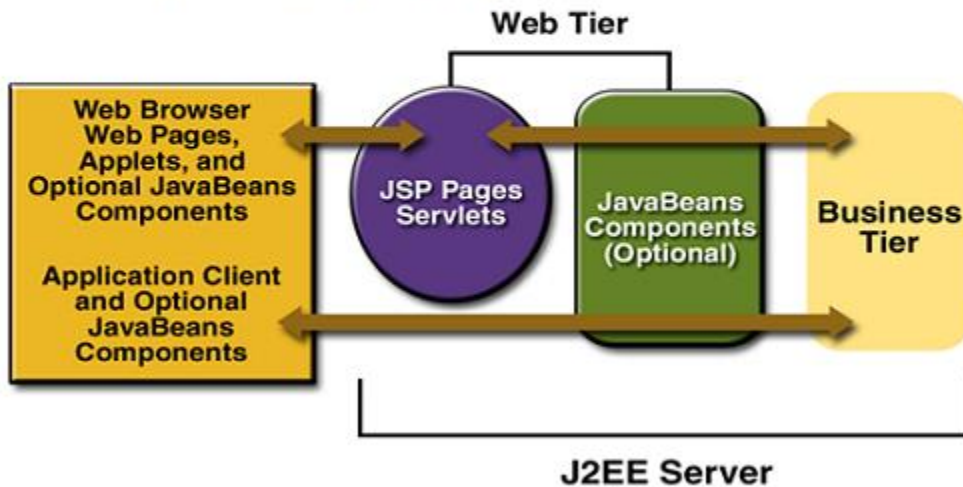 Web Tier
Web Browser
Web Pages,
Applets, and
Optional JavaBeans
Components
Application Client
and Optional
JavaBeans
Components
JSP Pages
Servlets
JavaBeans
Components
(Optional)
Business
Tier
J2EE Server